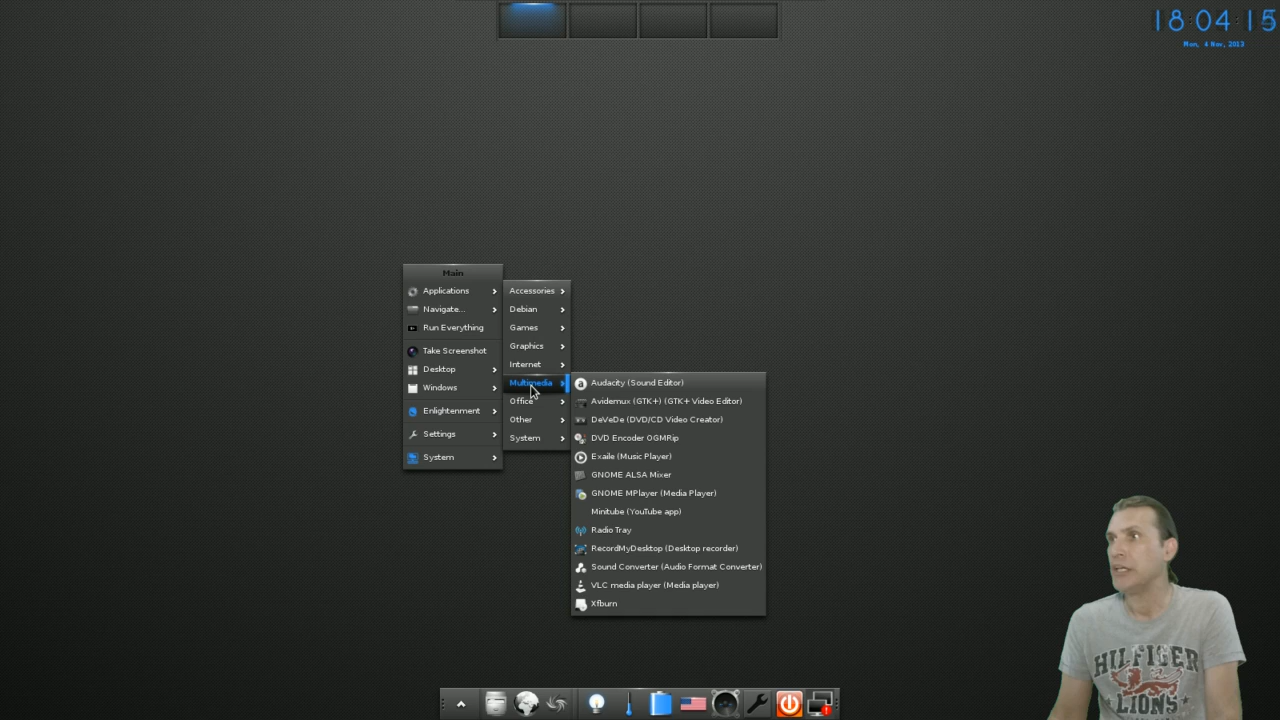 18:04:15
Mon, 4 Nov, 2013
Main
Applications
Navigate...
Run Everything
Take Screenshot
Desktop
Windows
Enlightenment
Settings
System
Accessories
Debian
Games
Graphics
Internet
Multimedia
Office
Other
System
Audacity (Sound Editor)
Avidemux (GTK+) (GTK+ Video Editor)
DeVeDe (DVD/CD Video Creator)
DVD Encoder OGMRip
Exaile (Music Player)
GNOME ALSA Mixer
GNOME MPlayer (Media Player)
Minitube (YouTube app)
Radio Tray
RecordMyDesktop (Desktop recorder)
Sound Converter (Audio Format Converter)
VLC media player (Media player)
Xfburn
HILFIGER
LIONS